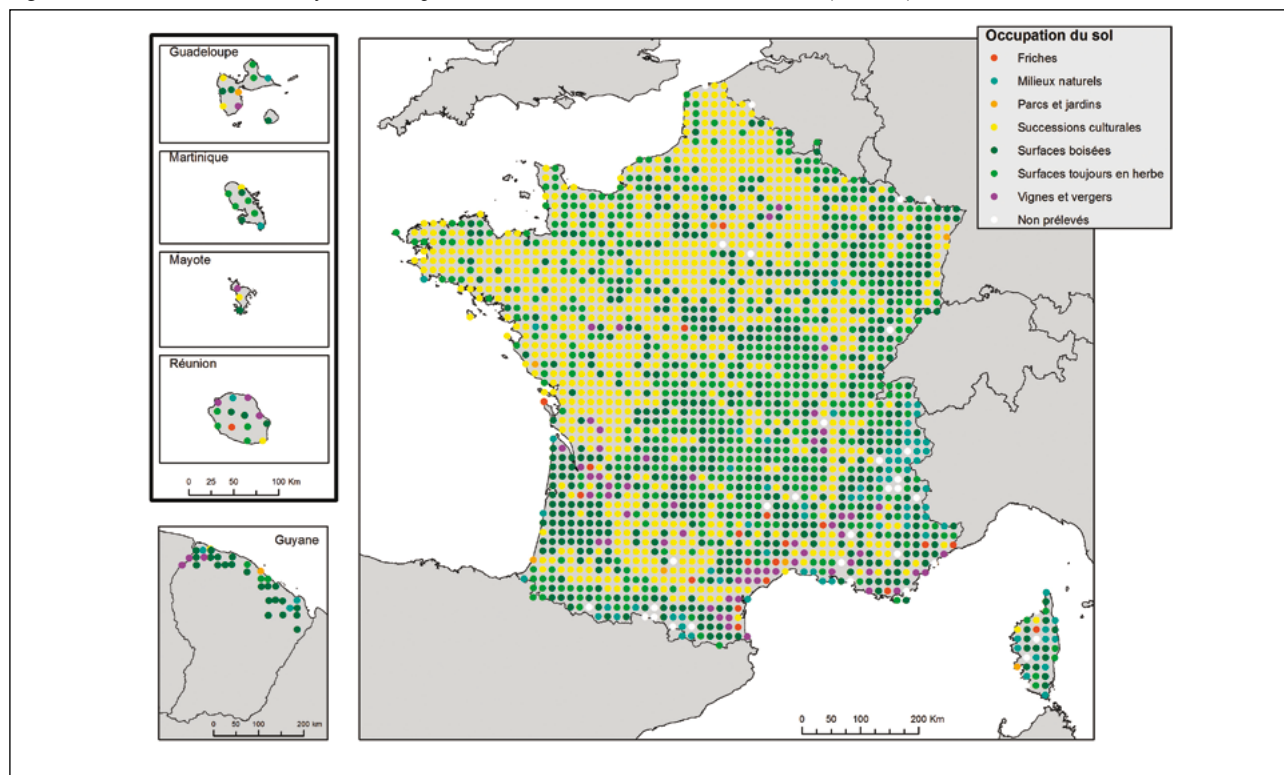 Guadeloupe
Martinique
Mayote
Réunion
0 25 50 100 Km
Guyane
0 50 100 200 km
Occupation du sol
Friches
Milieux naturels
Parcs et jardins
Successions culturales
Surfaces boisées
Surfaces toujours en herbe
Vignes et vergers
Non prélevés
0 50 100 200 Km